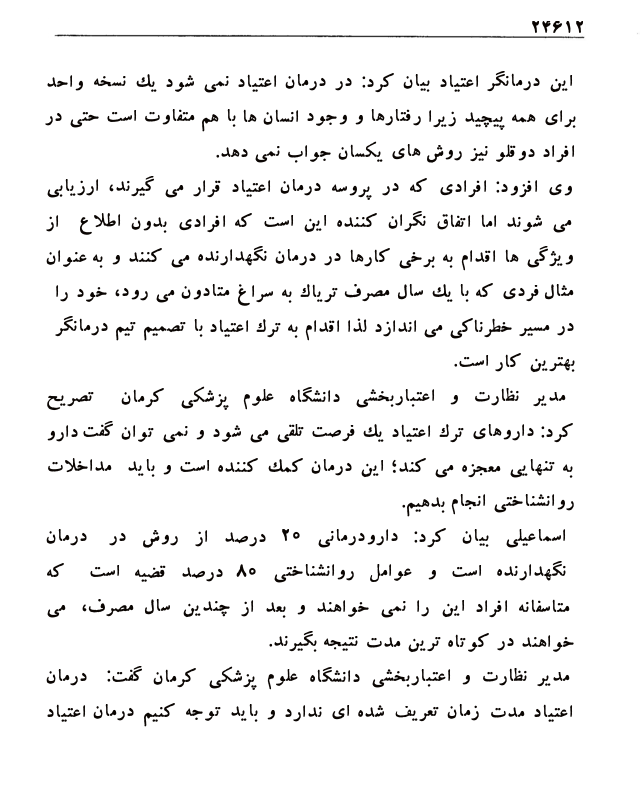 ۲۴۶۱۲
این درمانگر اعتیاد بیان کرد: در درمان اعتیاد نمی شود یك نسخه واحد
برای همه پیچید زیرا رفتارها و وجود انسان ها با هم متفاوت است حتی در
افراد دوقلو نیز روش های یکسان جواب نمی دهد.
وی افزود: افرادی که در پروسه درمان اعتیاد قرار می گیرند، ارزیابی
می شوند اما اتفاق نگران کننده این است که افرادی بدون اطلاع از
ویژگی ها اقدام به برخی کارها در درمان نگهدارنده می کنند و به عنوان
مثال فردی که با یك سال مصرف تریاك به سراغ متادون می رود، خود را
در مسیر خطرناکی می اندازد لذا اقدام به ترك اعتیاد با تصمیم تیم درمانگر
بهترین کار است.
مدیر نظارت و اعتباربخشی دانشگاه علوم پزشکی کرمان تصریح
کرد: داروهای ترك اعتیاد یك فرصت تلقی می شود و نمی توان گفت دارو
به تنهایی معجزه می کند؛ این درمان کمك کننده است و باید مداخلات
روانشناختی انجام بدهیم.
اسماعیلی بیان کرد: دارودرمانی ۲۰ درصد از روش در درمان
نگهدارنده است و عوامل روانشناختی ۸۰ درصد قضیه است که
متاسفانه افراد این را نمی خواهند و بعد از چندین سال مصرف، می
خواهند در کوتاه ترین مدت نتیجه بگیرند.
مدیر نظارت و اعتباربخشی دانشگاه علوم پزشکی کرمان گفت: درمان
اعتیاد مدت زمان تعریف شده ای ندارد و باید توجه کنیم درمان اعتیاد